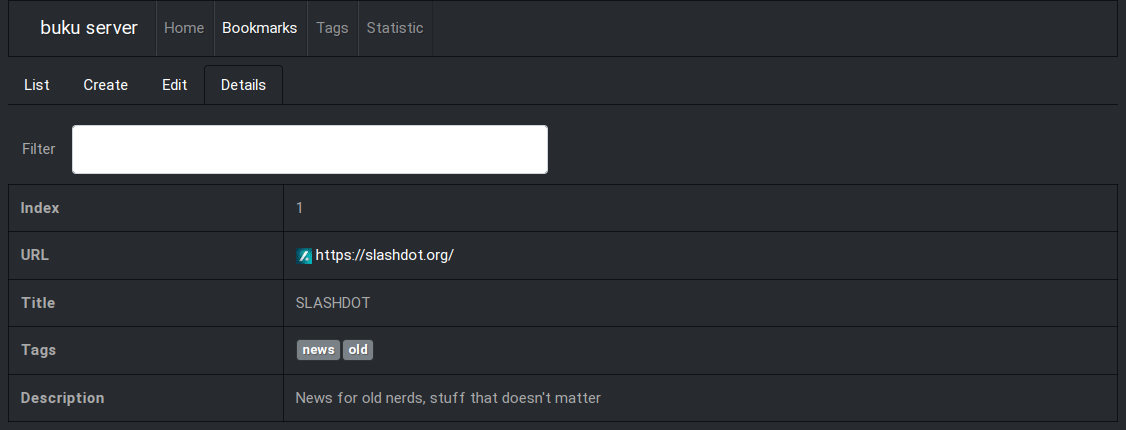 buku server Home Bookmarks Tags Statistic
List Create Edit Details
Filter
Index 1
URL https://slashdot.org/
Title SLASHDOT
Tags news old
Description News for old nerds, stuff that doesn't matter